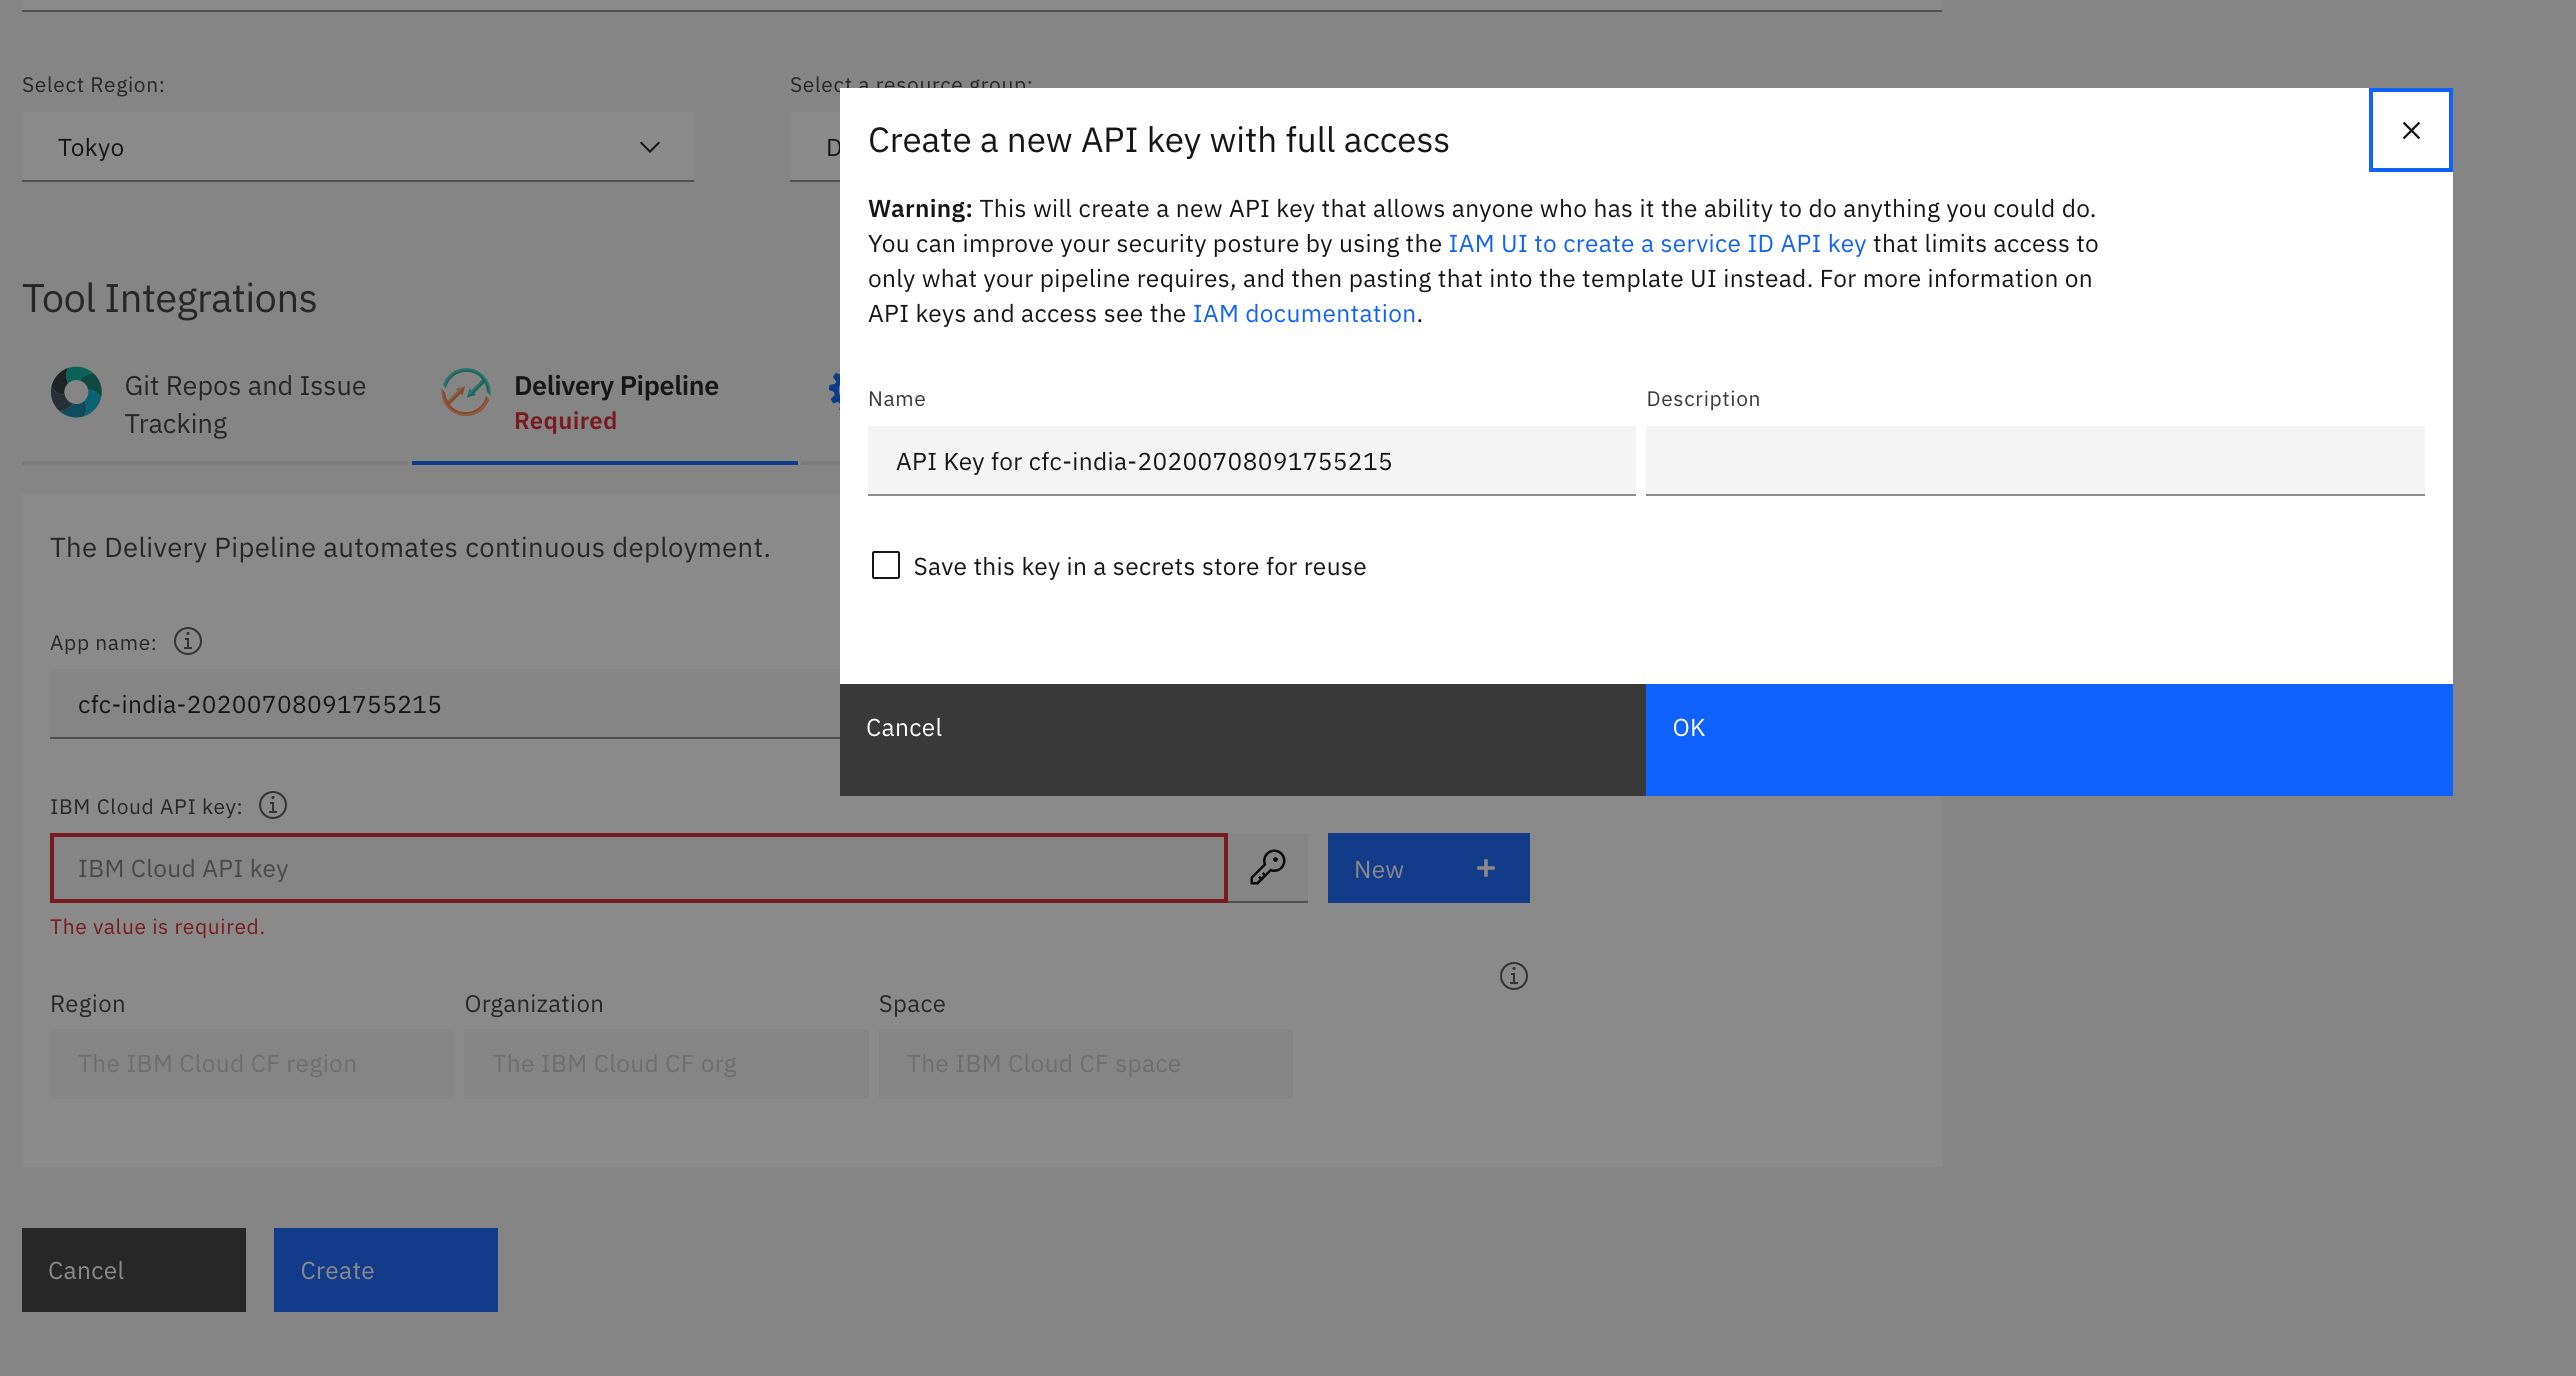 Select Region:
Select a resource group:
Tokyo
D
Tool Integrations
Git Repos and Issue
Tracking
Delivery Pipeline
Required
The Delivery Pipeline automates continuous deployment.
App name:
cfc-india-20200708091755215
IBM Cloud API key:
IBM Cloud API key
New +
The value is required.
Region
Organization
Space
The IBM Cloud CF region
The IBM Cloud CF org
The IBM Cloud CF space
Cancel
Create
Create a new API key with full access
Warning: This will create a new API key that allows anyone who has it the ability to do anything you could do.
You can improve your security posture by using the IAM UI to create a service ID API key that limits access to
only what your pipeline requires, and then pasting that into the template UI instead. For more information on
API keys and access see the IAM documentation.
Name
Description
API Key for cfc-india-20200708091755215
Save this key in a secrets store for reuse
Cancel
OK